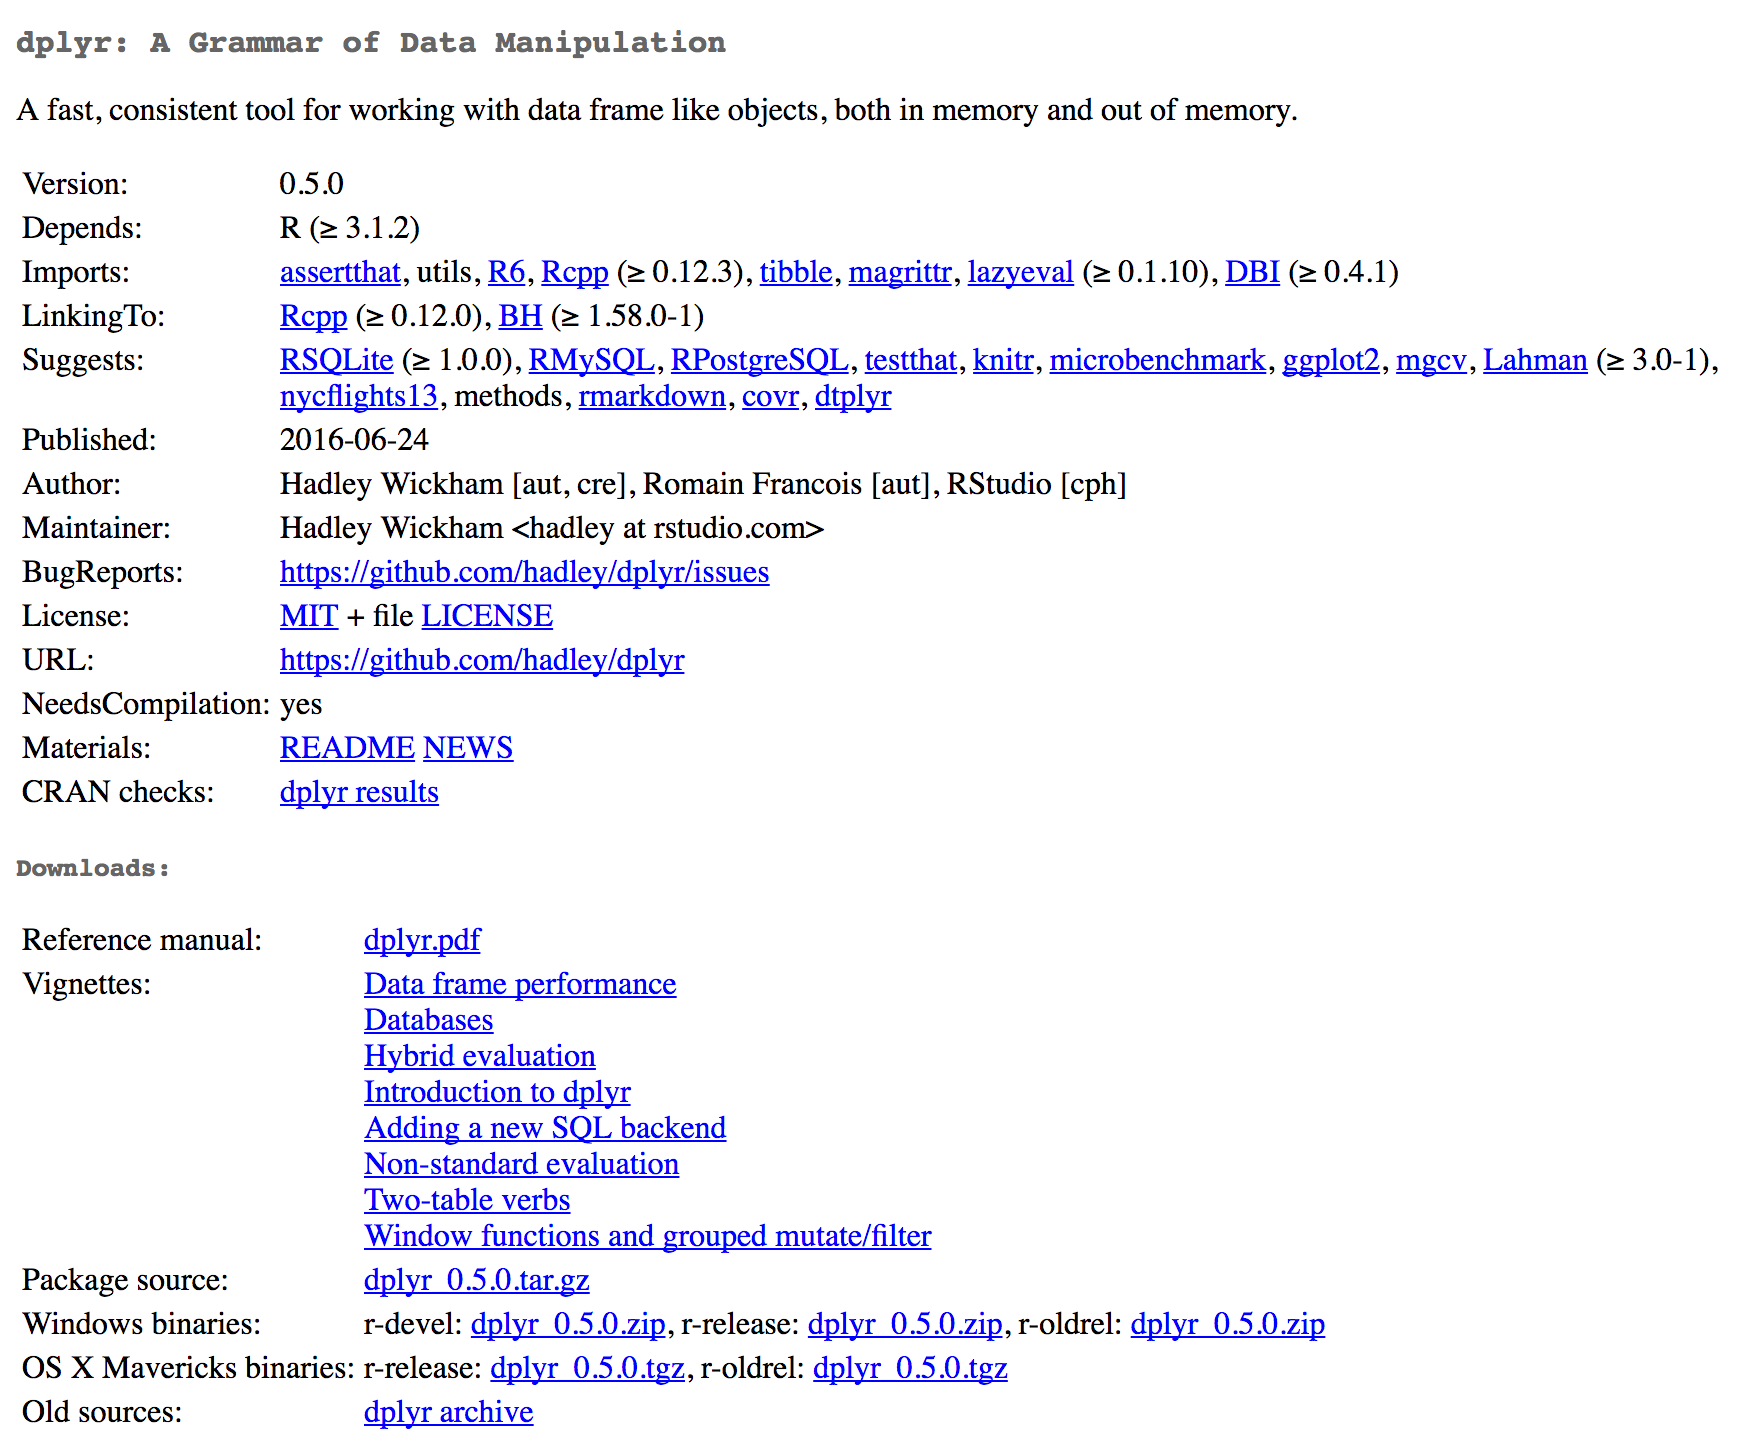 dplyr: A Grammar of Data Manipulation
A fast, consistent tool for working with data frame like objects, both in memory and out of memory.
Version: 0.5.0
Depends: R (≥ 3.1.2)
Imports: assertthat, utils, R6, Rcpp (≥ 0.12.3), tibble, magrittr, lazyeval (≥ 0.1.10), DBI (≥ 0.4.1)
LinkingTo: Rcpp (≥ 0.12.0), BH (≥ 1.58.0-1)
Suggests: RSQLite (≥ 1.0.0), RMySQL, RPostgreSQL, testthat, knitr, microbenchmark, ggplot2, mgcv, Lahman (≥ 3.0-1),
nycflights13, methods, rmarkdown, covr, dtplyr
Published: 2016-06-24
Author: Hadley Wickham [aut, cre], Romain Francois [aut], RStudio [cph]
Maintainer: Hadley Wickham <hadley at rstudio.com>
BugReports: https://github.com/hadley/dplyr/issues
License: MIT + file LICENSE
URL: https://github.com/hadley/dplyr
NeedsCompilation: yes
Materials: README NEWS
CRAN checks: dplyr results
Downloads:
Reference manual: dplyr.pdf
Vignettes: Data frame performance
Databases
Hybrid evaluation
Introduction to dplyr
Adding a new SQL backend
Non-standard evaluation
Two-table verbs
Window functions and grouped mutate/filter
Package source: dplyr_0.5.0.tar.gz
Windows binaries: r-devel: dplyr_0.5.0.zip, r-release: dplyr_0.5.0.zip, r-oldrel: dplyr_0.5.0.zip
OS X Mavericks binaries: r-release: dplyr_0.5.0.tgz, r-oldrel: dplyr_0.5.0.tgz
Old sources: dplyr archive